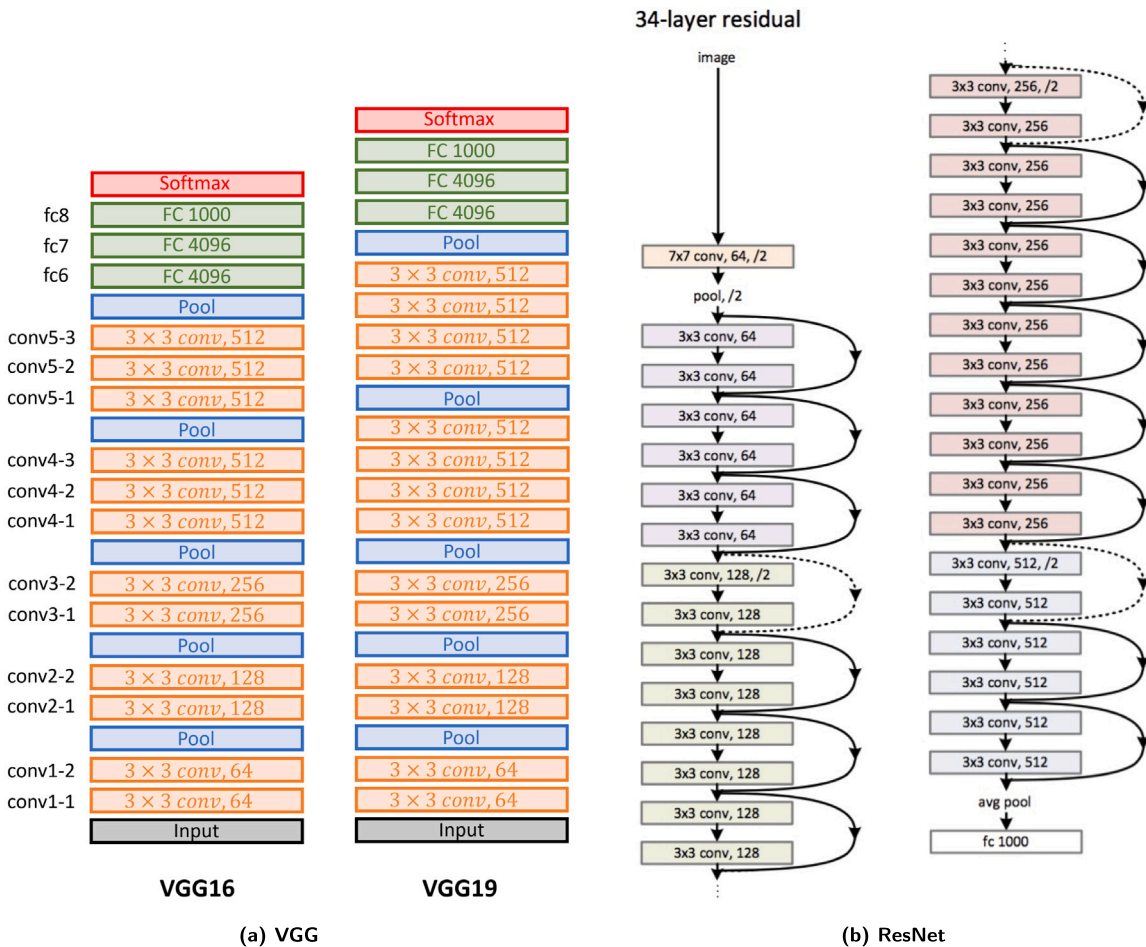 Softmax
fc8 FC 1000
fc7 FC 4096
fc6 FC 4096
Pool
conv5-3 3 × 3 conv, 512
conv5-2 3 × 3 conv, 512
conv5-1 3 × 3 conv, 512
Pool
conv4-3 3 × 3 conv, 512
conv4-2 3 × 3 conv, 512
conv4-1 3 × 3 conv, 512
Pool
conv3-2 3 × 3 conv, 256
conv3-1 3 × 3 conv, 256
Pool
conv2-2 3 × 3 conv, 128
conv2-1 3 × 3 conv, 128
Pool
conv1-2 3 × 3 conv, 64
conv1-1 3 × 3 conv, 64
Input
VGG16
Softmax
FC 1000
FC 4096
FC 4096
Pool
3 × 3 conv, 512
3 × 3 conv, 512
3 × 3 conv, 512
3 × 3 conv, 512
Pool
3 × 3 conv, 512
3 × 3 conv, 512
3 × 3 conv, 512
3 × 3 conv, 512
Pool
3 × 3 conv, 256
3 × 3 conv, 256
Pool
3 × 3 conv, 128
3 × 3 conv, 128
Pool
3 × 3 conv, 64
3 × 3 conv, 64
Input
VGG19
(a) VGG
34-layer residual
image
7x7 conv, 64, /2
pool, /2
3x3 conv, 64
3x3 conv, 64
3x3 conv, 64
3x3 conv, 64
3x3 conv, 64
3x3 conv, 64
3x3 conv, 128, /2
3x3 conv, 128
3x3 conv, 128
3x3 conv, 128
3x3 conv, 128
3x3 conv, 128
3x3 conv, 128
3x3 conv, 128
3x3 conv, 256, /2
3x3 conv, 256
3x3 conv, 256
3x3 conv, 256
3x3 conv, 256
3x3 conv, 256
3x3 conv, 256
3x3 conv, 256
3x3 conv, 256
3x3 conv, 256
3x3 conv, 256
3x3 conv, 256
3x3 conv, 512, /2
3x3 conv, 512
3x3 conv, 512
3x3 conv, 512
3x3 conv, 512
3x3 conv, 512
avg pool
fc 1000
(b) ResNet